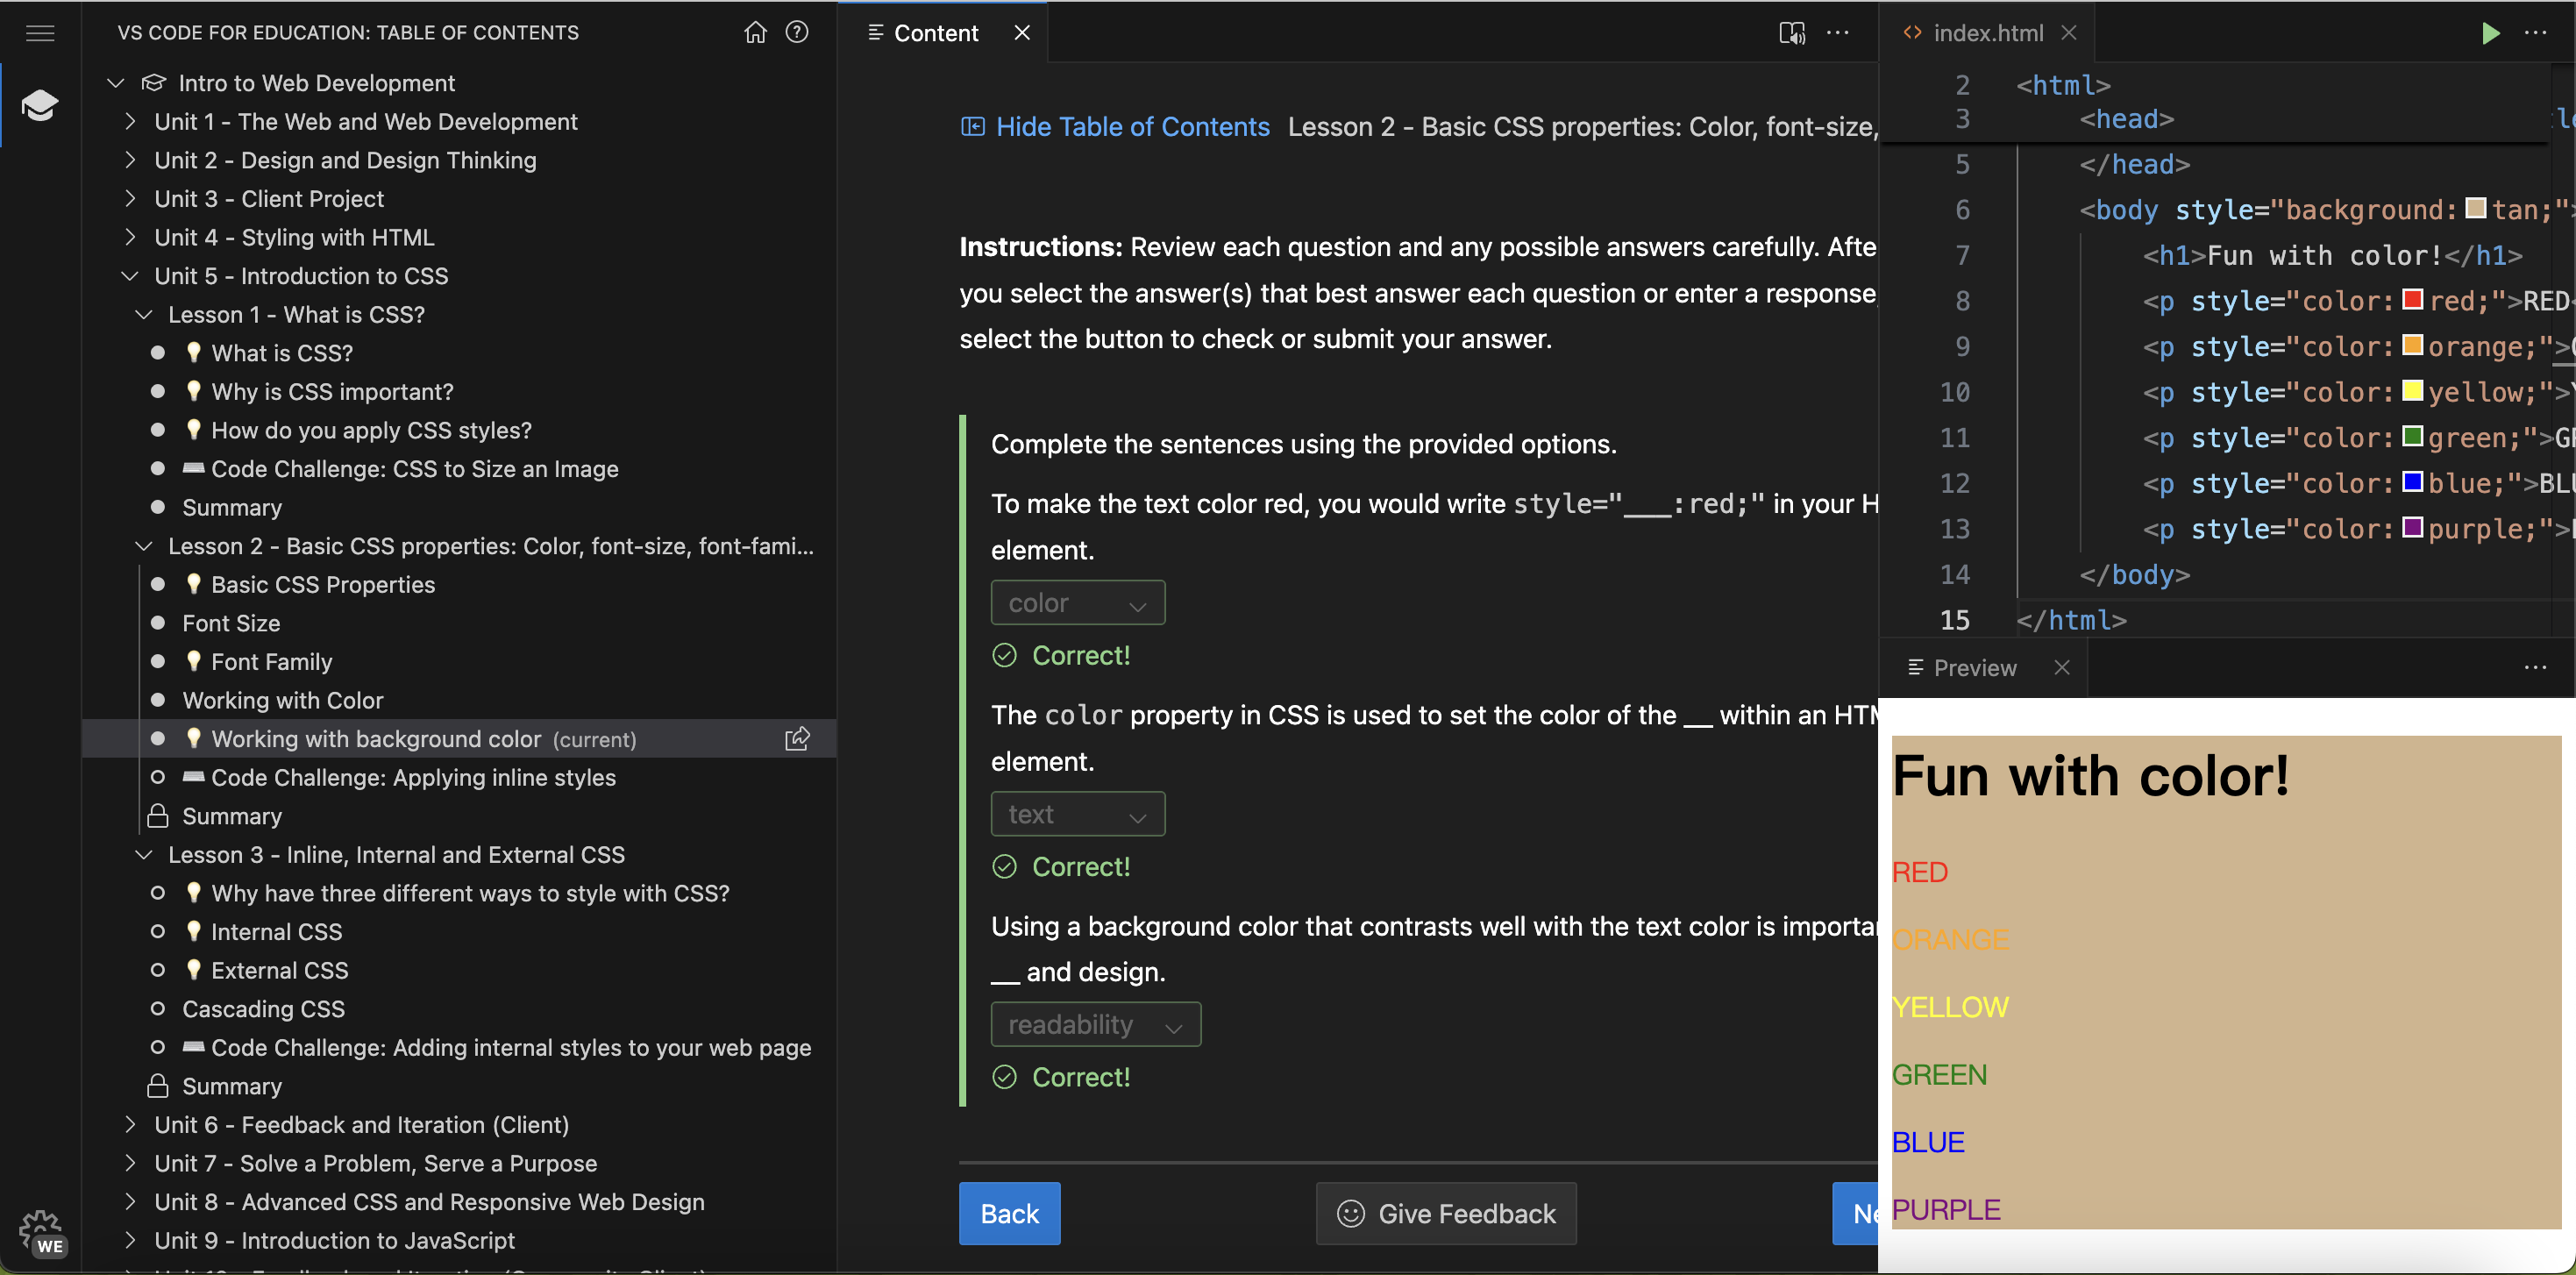 VS CODE FOR EDUCATION: TABLE OF CONTENTS
Intro to Web Development
Unit 1 - The Web and Web Development
Unit 2 - Design and Design Thinking
Unit 3 - Client Project
Unit 4 - Styling with HTML
Unit 5 - Introduction to CSS
Lesson 1 - What is CSS?
What is CSS?
Why is CSS important?
How do you apply CSS styles?
Code Challenge: CSS to Size an Image
Summary
Lesson 2 - Basic CSS properties: Color, font-size, font-fami...
Basic CSS Properties
Font Size
Font Family
Working with Color
Working with background color (current)
Code Challenge: Applying inline styles
Summary
Lesson 3 - Inline, Internal and External CSS
Why have three different ways to style with CSS?
Internal CSS
External CSS
Cascading CSS
Code Challenge: Adding internal styles to your web page
Summary
Unit 6 - Feedback and Iteration (Client)
Unit 7 - Solve a Problem, Serve a Purpose
Unit 8 - Advanced CSS and Responsive Web Design
Unit 9 - Introduction to JavaScript
WE
Content
Hide Table of Contents Lesson 2 - Basic CSS properties: Color, font-size,
Instructions: Review each question and any possible answers carefully. Afte
you select the answer(s) that best answer each question or enter a response,
select the button to check or submit your answer.
Complete the sentences using the provided options.
To make the text color red, you would write style="___:red;" in your H
element.
color
Correct!
The color property in CSS is used to set the color of the __ within an HTM
element.
text
Correct!
Using a background color that contrasts well with the text color is importa
__ and design.
readability
Correct!
Back
Give Feedback
Ne
index.html
2 <html>
3 <head>
5 </head>
6 <body style="background:tan;">
7 <h1>Fun with color!</h1>
8 <p style="color:red;">RED
9 <p style="color:orange;">
10 <p style="color:yellow;">
11 <p style="color:green;">G
12 <p style="color:blue;">BL
13 <p style="color:purple;">
14 </body>
15 </html>
Preview
Fun with color!
RED
ORANGE
YELLOW
GREEN
BLUE
PURPLE